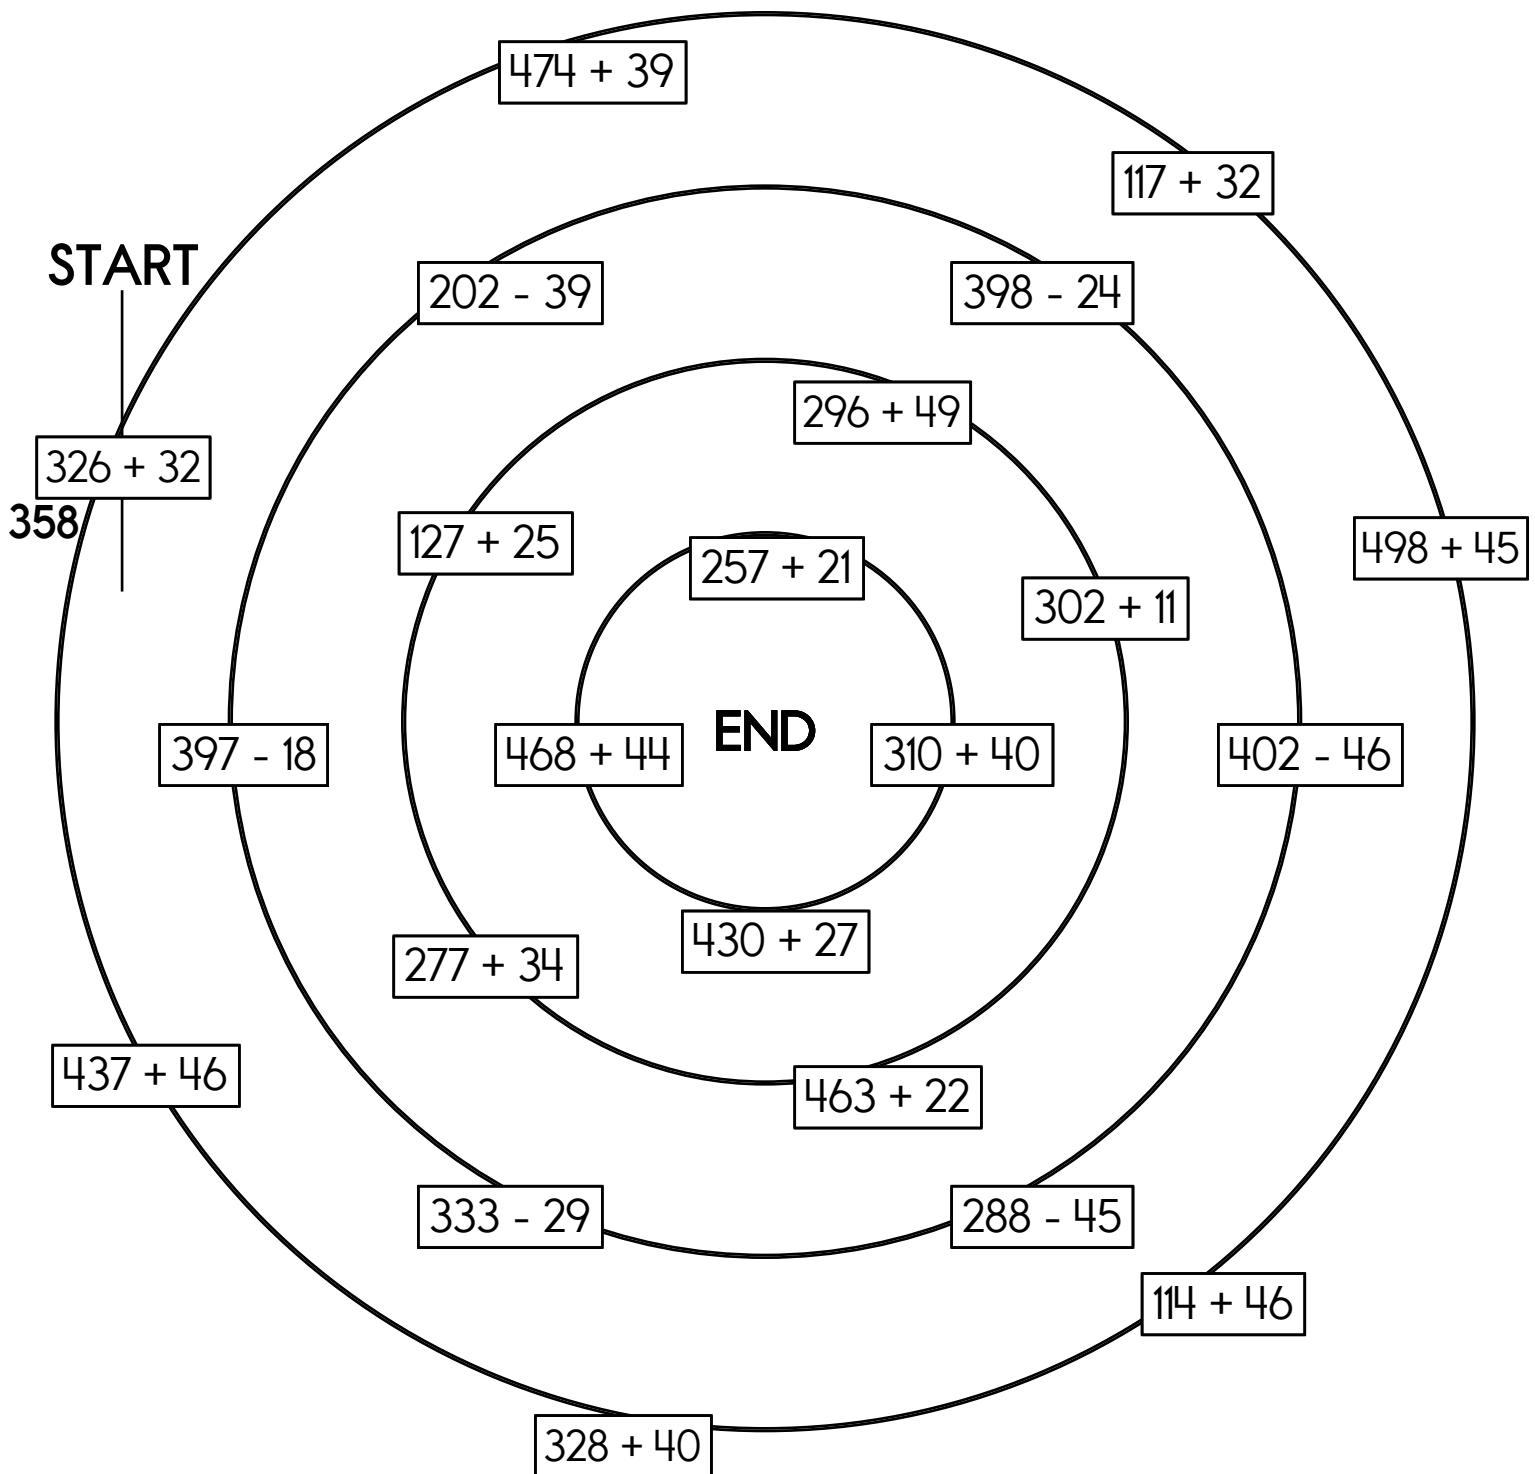 474 + 39
117 + 32
START
202 - 39
398 - 24
296 + 49
326 + 32
358
127 + 25
498 + 45
257 + 21
302 + 11
397 - 18
468 + 44
END
310 + 40
402 - 46
430 + 27
277 + 34
437 + 46
463 + 22
333 - 29
288 - 45
114 + 46
328 + 40